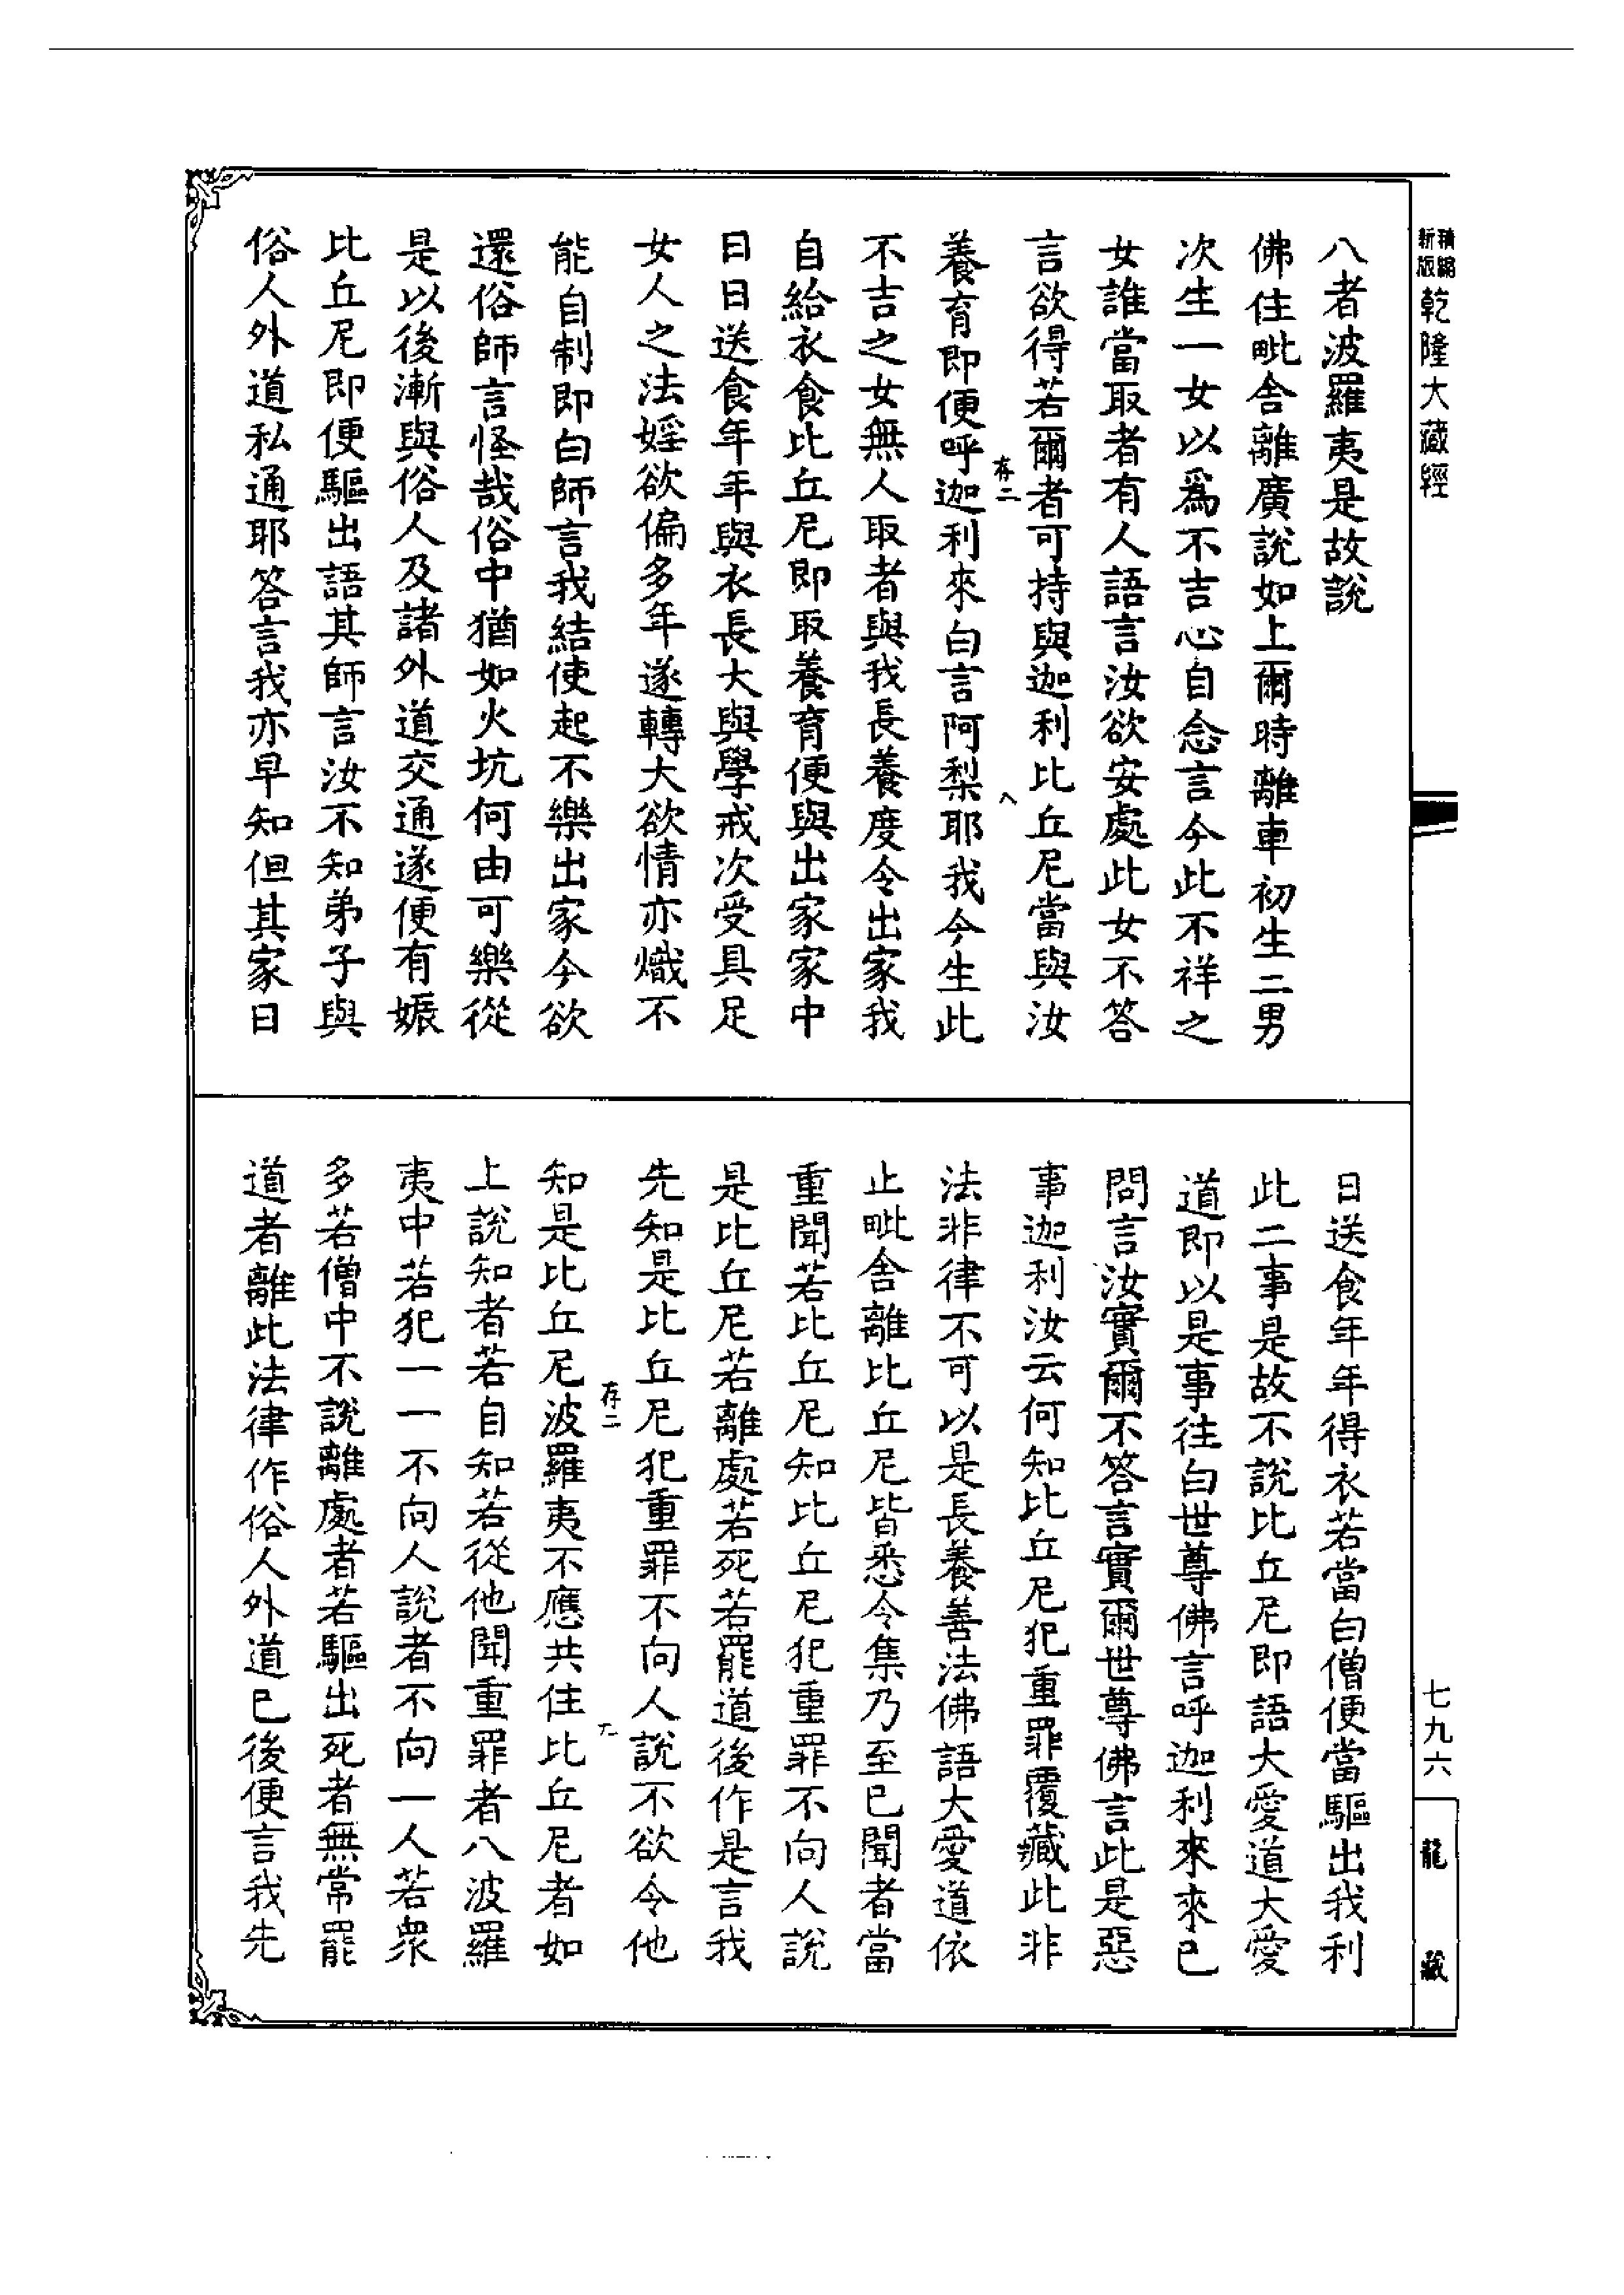 新版精縮乾隆大藏經
八者波羅夷是故說
佛住毗舍離廣說如上爾時離車初生二男
次生一女以爲不吉心自念言今此不祥之
女誰當取者有人語言汝欲安處此女不答
言欲得若爾者可持與迦利比丘尼當與汝
存二
八
養育即便呼迦利來白言阿梨耶我今生此
不吉之女無人取者與我長養度令出家我
自給衣食比丘尼即取養育便與出家家中
日日送食年年與衣長大與學戒次受具足
女人之法婬欲偏多年遂轉大欲情亦熾不
能自制即白師言我結使起不樂出家今欲
還俗師言怪哉俗中猶如火坑何由可樂從
是以後漸與俗人及諸外道交通遂便有娠
比丘尼即便驅出語其師言汝不知弟子與
俗人外道私通耶答言我亦早知但其家日
日送食年年得衣若當白僧便當驅出我利
此二事是故不說比丘尼即語大愛道大愛
道即以是事往白世尊佛言呼迦利來來已
問言汝實爾不答言實爾世尊佛言此是惡
事迦利汝云何知比丘尼犯重罪覆藏此非
法非律不可以是長養善法佛語大愛道依
止毗舍離比丘尼皆悉令集乃至已聞者當
重聞若比丘尼知比丘尼犯重罪不向人說
是比丘尼若離處若死若罷道後作是言我
先知是比丘尼犯重罪不向人說不欲令他
存二
九
知是比丘尼波羅夷不應共住比丘尼者如
上說知者若自知若從他聞重罪者八波羅
夷中若犯一一不向人說者不向一人若衆
多若僧中不說離處者若驅出死者無常罷
道者離此法律作俗人外道已後便言我先
七九六
龍藏